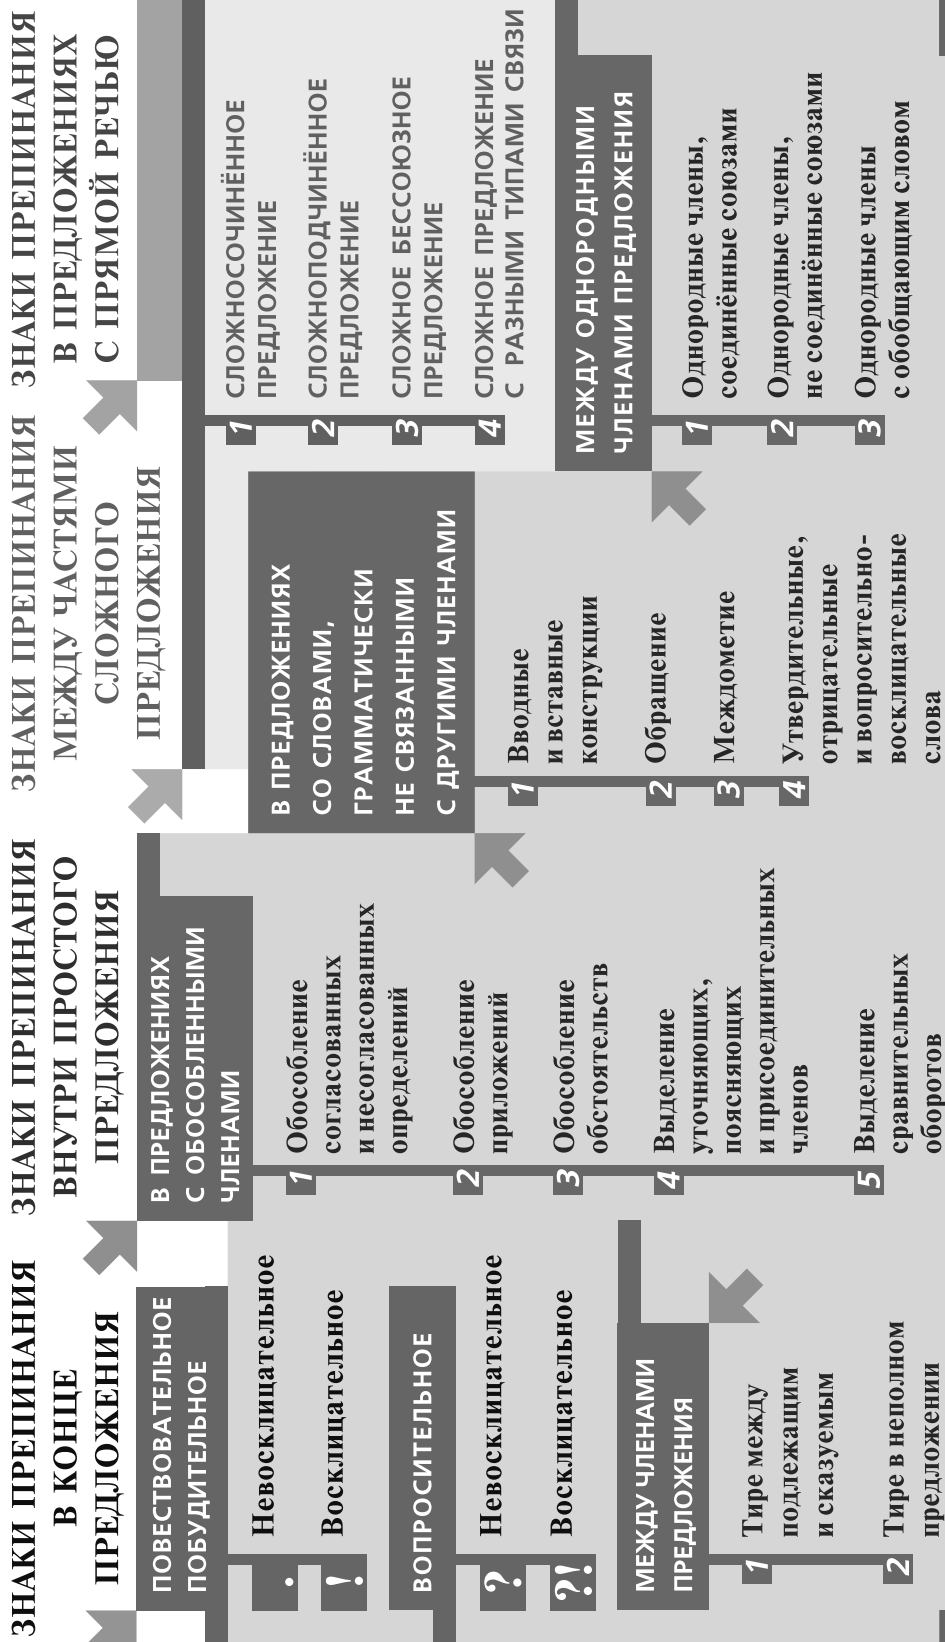 ЗНАКИ ПРЕПИНАНИЯ
В КОНЦЕ
ПРЕДЛОЖЕНИЯ
ПОВЕСТВОВАТЕЛЬНОЕ
ПОБУДИТЕЛЬНОЕ
. Невосклицательное
! Восклицательное
ВОПРОСИТЕЛЬНОЕ
? Невосклицательное
?! Восклицательное
МЕЖДУ ЧЛЕНАМИ
ПРЕДЛОЖЕНИЯ
1 Тире между
подлежащим
и сказуемым
2 Тире в неполном
предложении
ЗНАКИ ПРЕПИНАНИЯ
ВНУТРИ ПРОСТОГО
ПРЕДЛОЖЕНИЯ
В ПРЕДЛОЖЕНИЯХ
С ОБОСОБЛЕННЫМИ
ЧЛЕНАМИ
1 Обособление
согласованных
и несогласованных
определений
2 Обособление
приложений
3 Обособление
обстоятельств
4 Выделение
уточняющих,
поясняющих
и присоединительных
членов
5 Выделение
сравнительных
оборотов
ЗНАКИ ПРЕПИНАНИЯ
МЕЖДУ ЧАСТЯМИ
СЛОЖНОГО
ПРЕДЛОЖЕНИЯ
В ПРЕДЛОЖЕНИЯХ
СО СЛОВАМИ,
ГРАММАТИЧЕСКИ
НЕ СВЯЗАННЫМИ
С ДРУГИМИ ЧЛЕНАМИ
1 Вводные
и вставные
конструкции
2 Обращение
3 Междометие
4 Утвердительные,
отрицательные
и вопросительно-
восклицательные
слова
ЗНАКИ ПРЕПИНАНИЯ
В ПРЕДЛОЖЕНИЯХ
С ПРЯМОЙ РЕЧЬЮ
1 СЛОЖНОСОЧИНЁННОЕ
ПРЕДЛОЖЕНИЕ
2 СЛОЖНОПОДЧИНЁННОЕ
ПРЕДЛОЖЕНИЕ
3 СЛОЖНОЕ БЕССОЮЗНОЕ
ПРЕДЛОЖЕНИЕ
4 СЛОЖНОЕ ПРЕДЛОЖЕНИЕ
С РАЗНЫМИ ТИПАМИ СВЯЗИ
МЕЖДУ ОДНОРОДНЫМИ
ЧЛЕНАМИ ПРЕДЛОЖЕНИЯ
1 Однородные члены,
соединённые союзами
2 Однородные члены,
не соединённые союзами
3 Однородные члены
с обобщающим словом